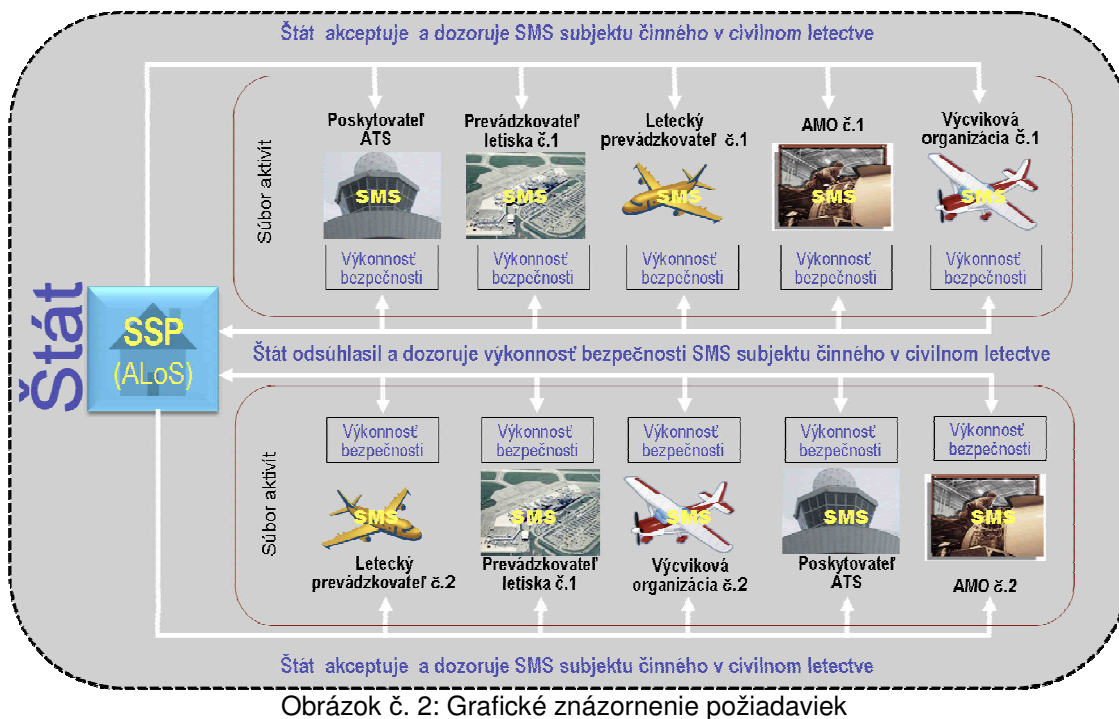 Štát akceptuje a dozoruje SMS subjektu činného v civilnom letectve
Súbor aktivít
Poskytovateľ
ATS
SMS
Výkonnosť
bezpečnosti
Prevádzkovateľ
letiska č.1
SMS
Výkonnosť
bezpečnosti
Letecký
prevádzkovateľ č.1
SMS
Výkonnosť
bezpečnosti
AMO č.1
SMS
Výkonnosť
bezpečnosti
Výcviková
organizácia č.1
SMS
Výkonnosť
bezpečnosti
Štát
SSP
(ALoS)
Štát odsúhlasil a dozoruje výkonnosť bezpečnosti SMS subjektu činného v civilnom letectve
Súbor aktivít
Výkonnosť
bezpečnosti
SMS
Letecký
prevádzkovateľ č.2
Výkonnosť
bezpečnosti
SMS
Prevádzkovateľ
letiska č.1
Výkonnosť
bezpečnosti
SMS
Výcviková
organizácia č.2
Výkonnosť
bezpečnosti
SMS
Poskytovateľ
ATS
Výkonnosť
bezpečnosti
SMS
AMO č.2
Štát akceptuje a dozoruje SMS subjektu činného v civilnom letectve
Obrázok č. 2: Grafické znázornenie požiadaviek